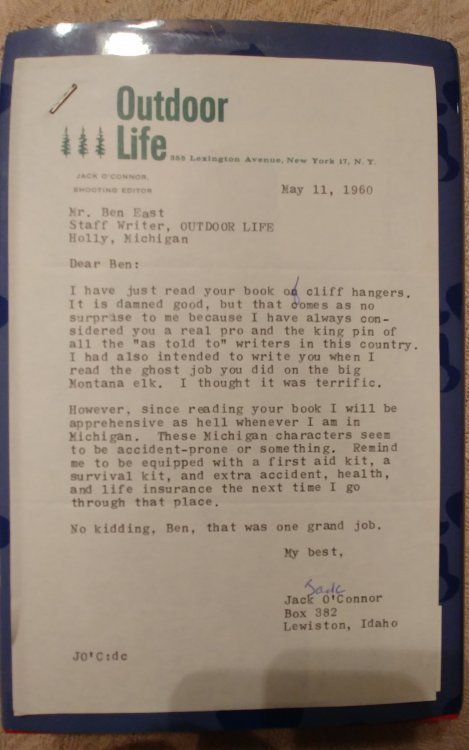 Outdoor
Life
355 Lexington Avenue, New York 17, N. Y.
JACK O'CONNOR,
SHOOTING EDITOR
May 11, 1960
Mr. Ben East
Staff Writer, OUTDOOR LIFE
Holly, Michigan
Dear Ben:
I have just read your book on cliff hangers.
It is damned good, but that comes as no
surprise to me because I have always con-
sidered you a real pro and the king pin of
all the "as told to" writers in this country.
I had also intended to write you when I
read the ghost job you did on the big
Montana elk. I thought it was terrific.
However, since reading your book I will be
apprehensive as hell whenever I am in
Michigan. These Michigan characters seem
to be accident-prone or something. Remind
me to be equipped with a first aid kit, a
survival kit, and extra accident, health,
and life insurance the next time I go
through that place.
No kidding, Ben, that was one grand job.
My best,
Jack
Jack O'Connor
Box 382
Lewiston, Idaho
JO'C:dc